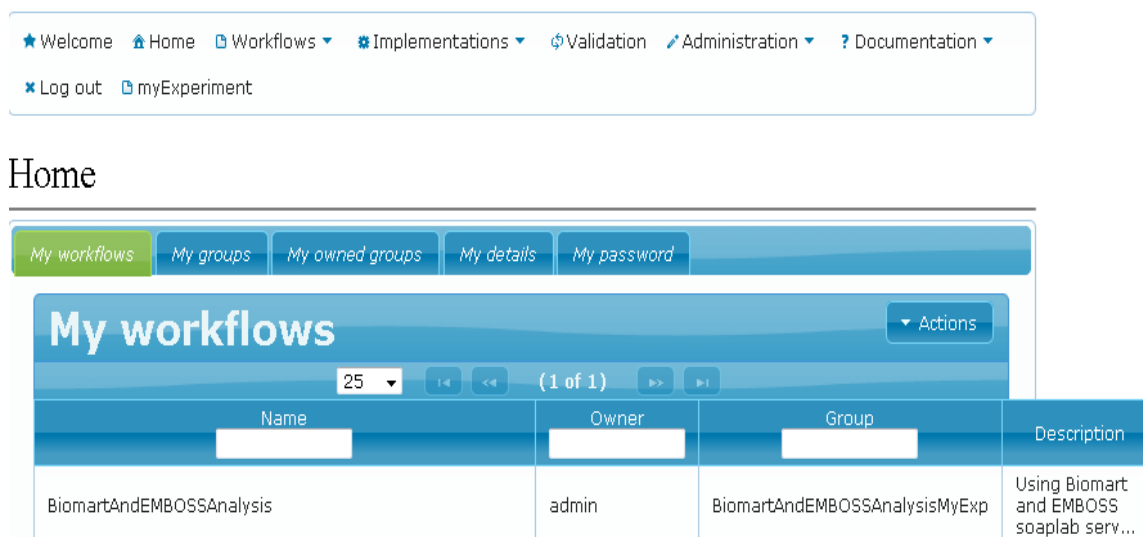 Welcome Home Workflows Implementations Validation Administration ? Documentation
Log out myExperiment
Home
My workflows My groups My owned groups My details My password
My workflows
Actions
25 (1 of 1)
Name Owner Group Description
BiomartAndEMBOSSAnalysis admin BiomartAndEMBOSSAnalysisMyExp Using Biomart
and EMBOSS
soaplab serv...